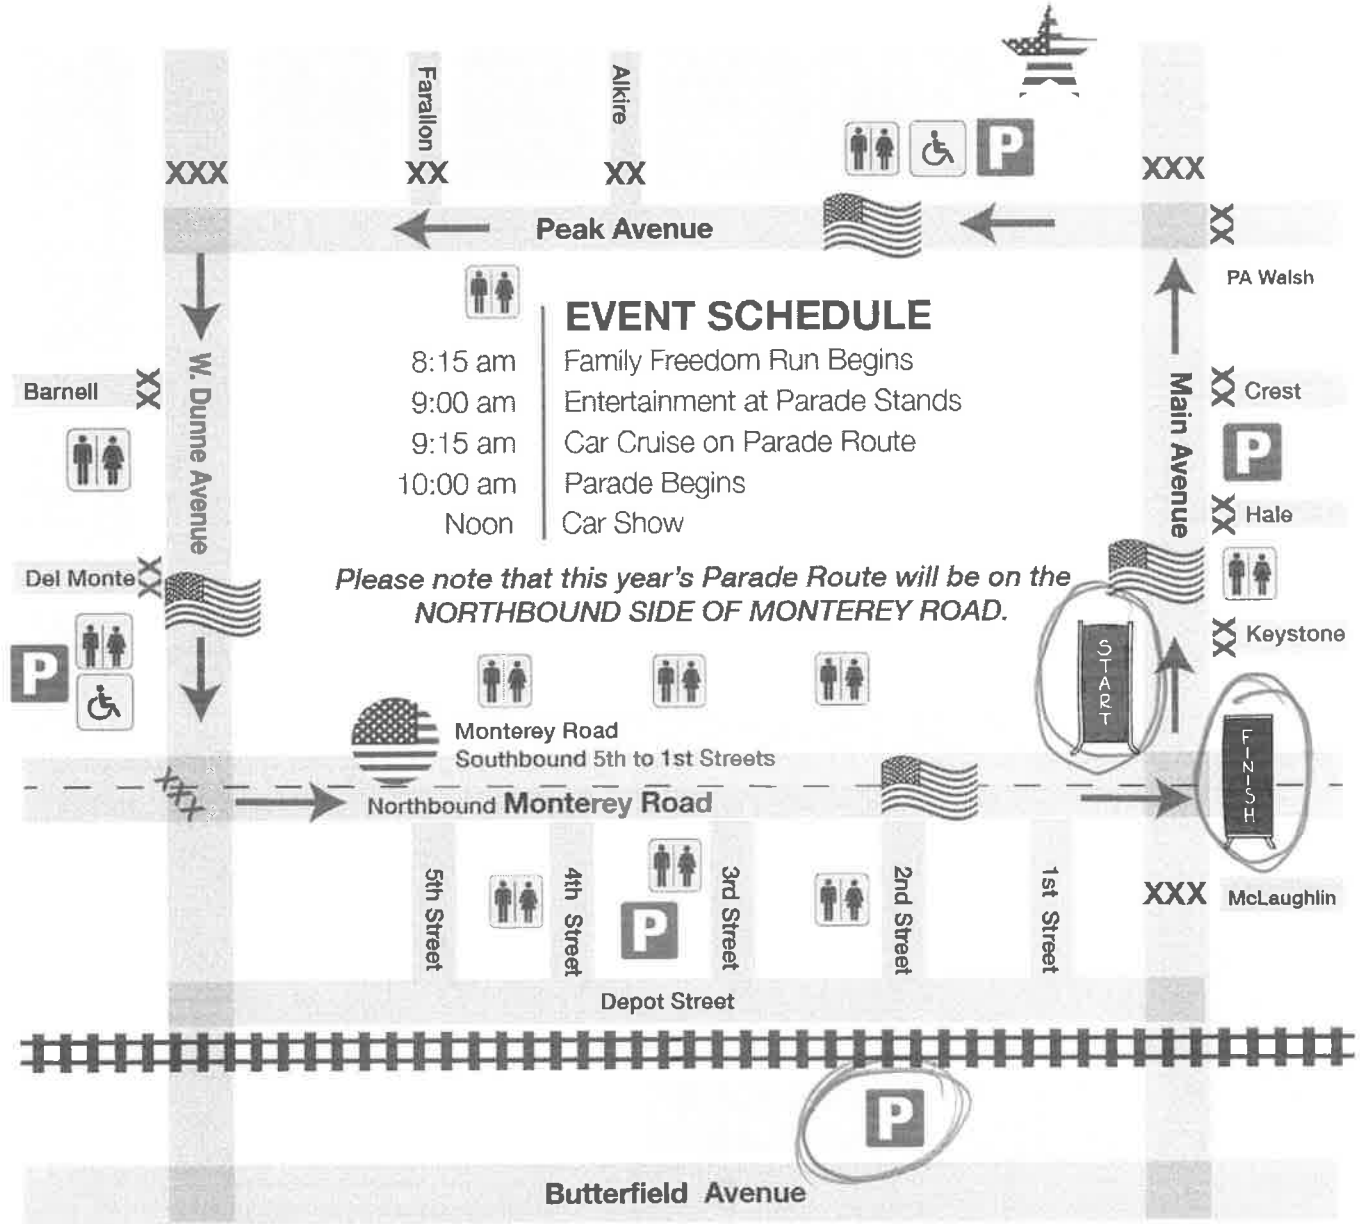 Farallon
Alkire
XXX
XX
XX
P
XXX
Peak Avenue
XX
PA Walsh
EVENT SCHEDULE
8:15 am Family Freedom Run Begins
9:00 am Entertainment at Parade Stands
9:15 am Car Cruise on Parade Route
10:00 am Parade Begins
Noon Car Show
Barnell XX
W. Dunne Avenue
Main Avenue
XX Crest
P
XX Hale
Del Monte XX
Please note that this year's Parade Route will be on the
NORTHBOUND SIDE OF MONTEREY ROAD.
XX Keystone
P
START
FINISH
Monterey Road
Southbound 5th to 1st Streets
XXX
Northbound Monterey Road
5th Street
4th Street
P
3rd Street
2nd Street
1st Street
XXX McLaughlin
Depot Street
P
Butterfield Avenue